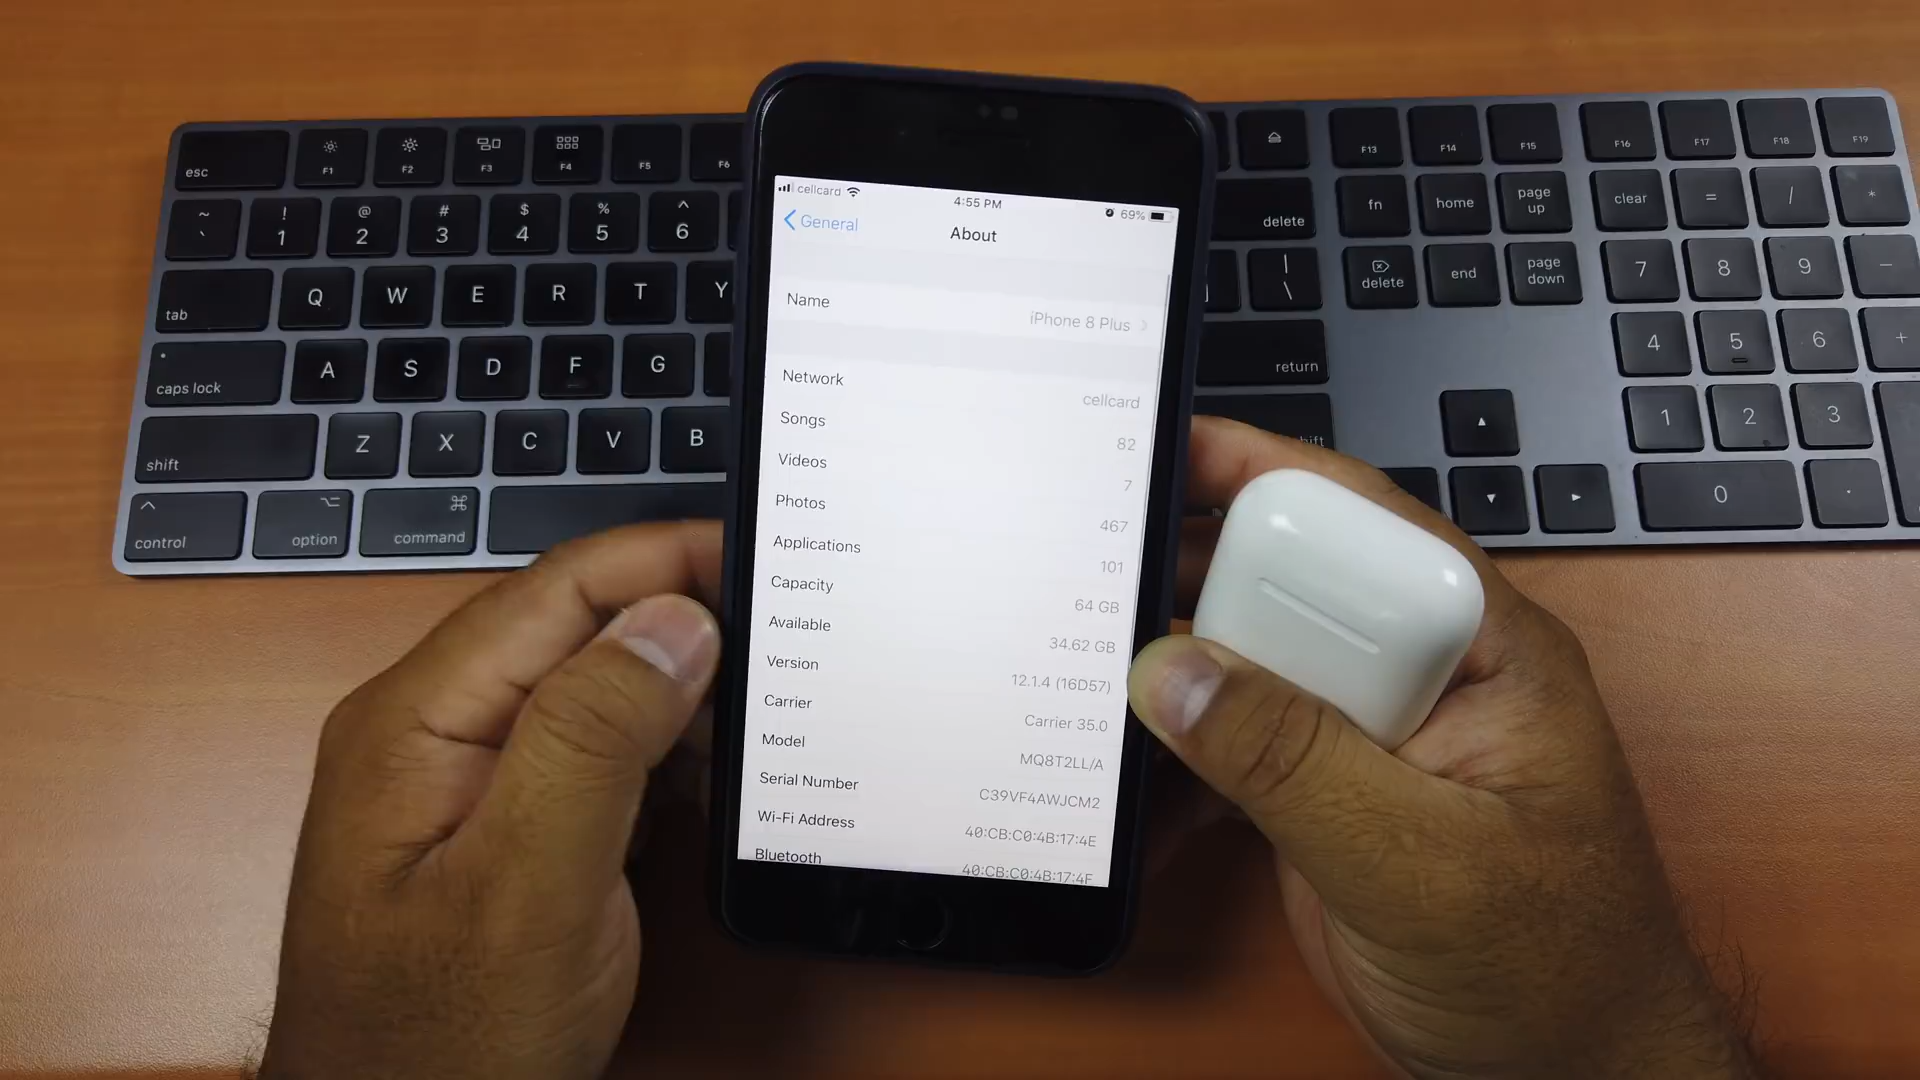 cellcard 4:55 PM 69%
General About
Name iPhone 8 Plus
Network cellcard
Songs 82
Videos 7
Photos 467
Applications 101
Capacity 64 GB
Available 34.62 GB
Version 12.1.4 (16D57)
Carrier Carrier 35.0
Model MQ8T2LL/A
Serial Number C39VF4AWJCM2
Wi-Fi Address 40:CB:C0:4B:17:4E
Bluetooth 40:CB:C0:4B:17:4F
esc F1 F2 F3 F4 F5 F6 F13 F14 F15 F16 F17 F18 F19
~ ! @ # $ % ^
` 1 2 3 4 5 6 delete fn home page up clear = / *
tab Q W E R T Y | \ delete end page down 7 8 9 −
caps lock A S D F G return 4 5 6 +
shift Z X C V B 1 2 3
control option command 0 .